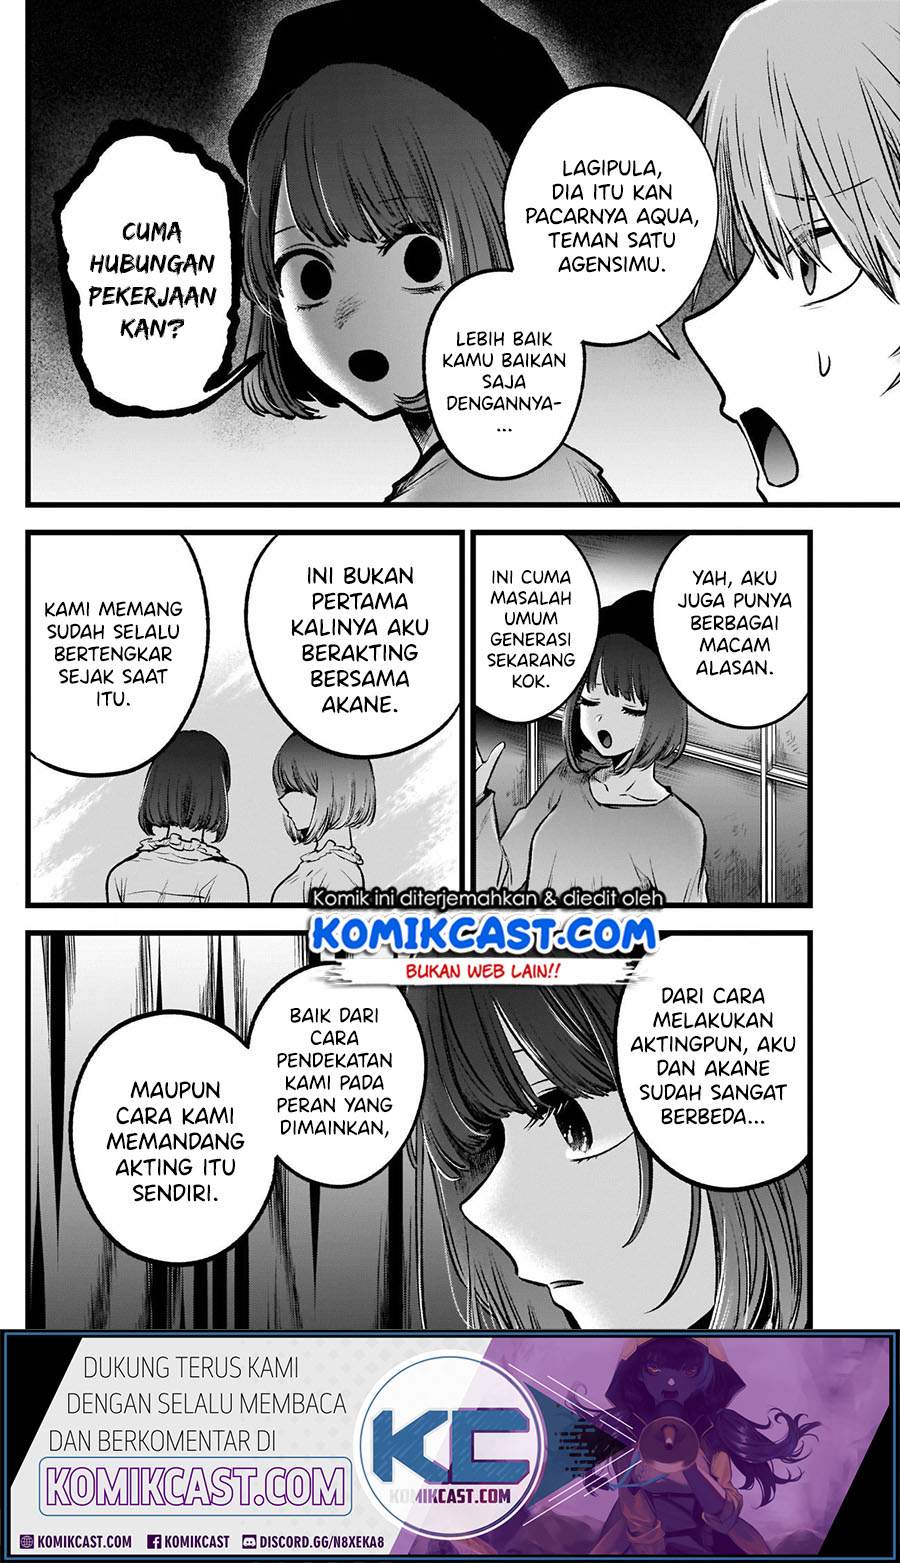 LAGIPULA,
DIA ITU KAN
PACARNYA AQUA,
TEMAN SATU
AGENSIMU.
LEBIH BAIK
KAMU BAIKAN
SAJA
DENGANNYA-
...
CUMA
HUBUNGAN
PEKERJAAN
KAN?
YAH, AKU
JUGA PUNYA
BERBAGAI
MACAM
ALASAN.
INI CUMA
MASALAH
UMUM
GENERASI
SEKARANG
KOK.
INI BUKAN
PERTAMA
KALINYA AKU
BERAKTING
BERSAMA
AKANE.
KAMI MEMANG
SUDAH SELALU
BERTENGKAR
SEJAK SAAT
ITU.
Komik ini diterjemahkan & diedit oleh
KOMIKCAST.COM
BUKAN WEB LAIN!!
DARI CARA
MELAKUKAN
AKTINGPUN, AKU
DAN AKANE
SUDAH SANGAT
BERBEDA...
BAIK DARI
CARA
PENDEKATAN
KAMI PADA
PERAN YANG
DIMAINKAN,
MAUPUN
CARA KAMI
MEMANDANG
AKTING ITU
SENDIRI.
DUKUNG TERUS KAMI
DENGAN SELALU MEMBACA
DAN BERKOMENTAR DI
KOMIKCAST.COM
KOMIKCAST.COM KOMIKCAST DISCORD.GG/N8XEKA8
KC
KOMIKCAST.COM